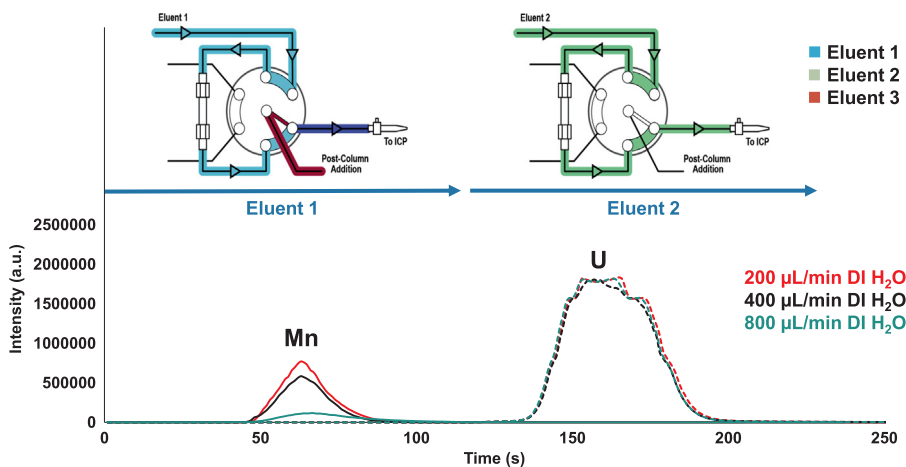 Eluent 1
Eluent 2
Eluent 1
Eluent 2
Eluent 3
To ICP
To ICP
Post-Column
Addition
Post-Column
Addition
Eluent 1
Eluent 2
2500000
2000000
1500000
1000000
500000
0
Intensity (a.u.)
Mn
U
200 µL/min DI H₂O
400 µL/min DI H₂O
800 µL/min DI H₂O
0
50
100
150
200
250
Time (s)